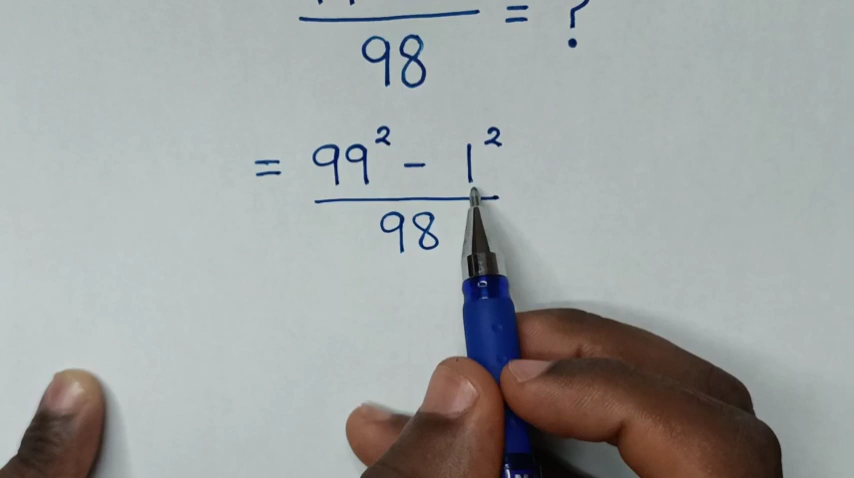 98 = ?
= 99² - 1²
98